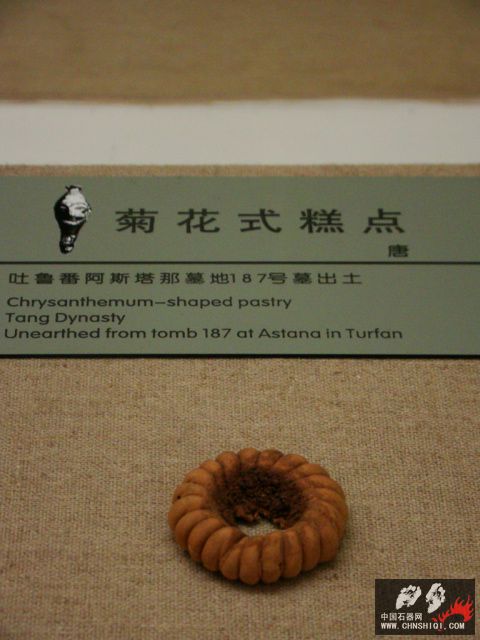 菊花式糕点
唐
吐鲁番阿斯塔那墓地187号墓出土
Chrysanthemum-shaped pastry
Tang Dynasty
Unearthed from tomb 187 at Astana in Turfan
中国石器网
www.CHNSHIQI.COM